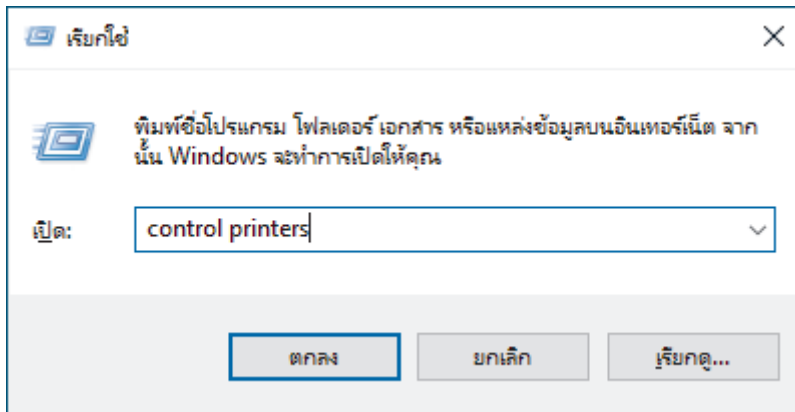 เรียกใช้
พิมพ์ชื่อโปรแกรม โฟลเดอร์ เอกสาร หรือแหล่งข้อมูลบนอินเทอร์เน็ต จาก
นั้น Windows จะทำการเปิดให้คุณ
เปิด: control printers
ตกลง ยกเลิก เรียกดู...